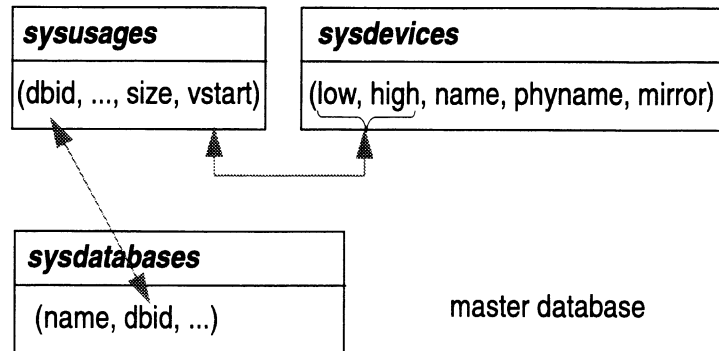 sysusages
(dbid, ..., size, vstart)
sysdevices
(low, high, name, phyname, mirror)
sysdatabases
(name, dbid, ...)
master database